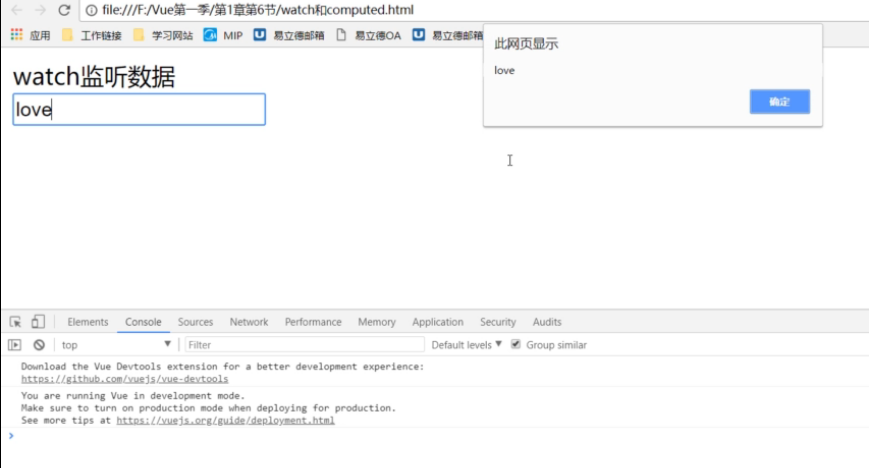 file:///F:/Vue第一季/第1章第6节/watch和computed.html
应用 工作链接 学习网站 MIP 易立德邮箱 易立德OA 易立德邮箱
此网页显示
love
确定
watch监听数据
love
Elements Console Sources Network Performance Memory Application Security Audits
top Filter Default levels Group similar
Download the Vue Devtools extension for a better development experience:
https://github.com/vuejs/vue-devtools
You are running Vue in development mode.
Make sure to turn on production mode when deploying for production.
See more tips at https://vuejs.org/guide/deployment.html